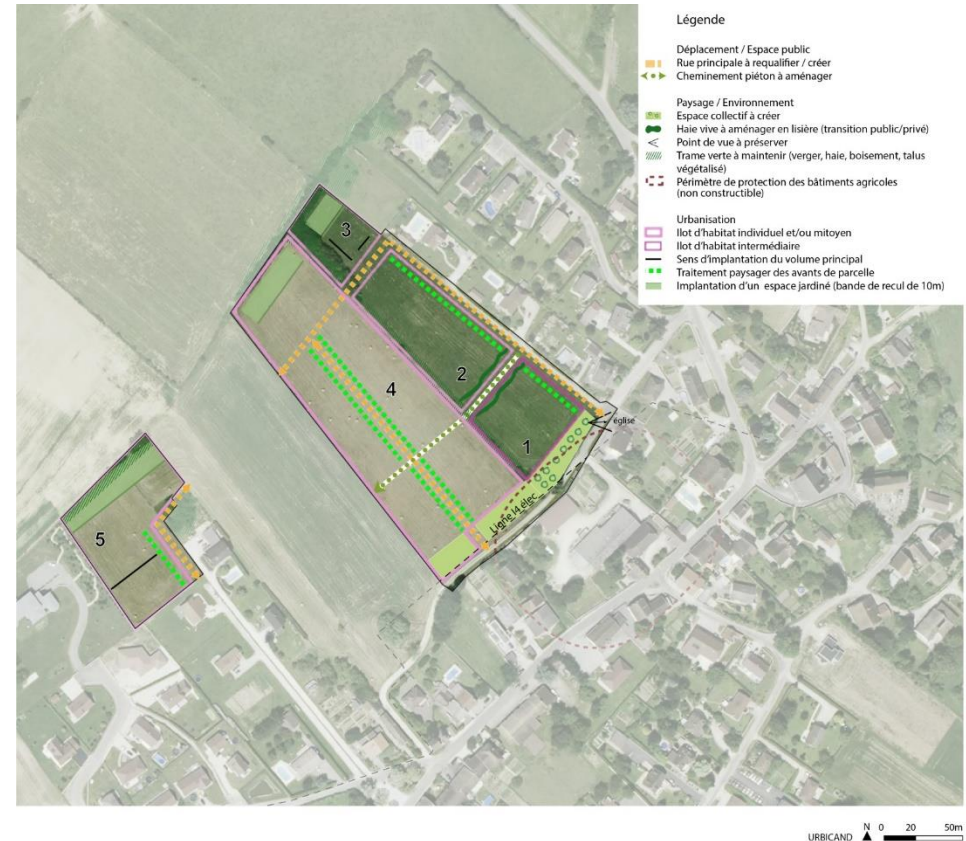 Légende
Déplacement / Espace public
Rue principale à requalifier / créer
Cheminement piéton à aménager
Paysage / Environnement
Espace collectif à créer
Haie vive à aménager en lisière (transition public/privé)
Point de vue à préserver
Trame verte à maintenir (verger, haie, boisement, talus
végétalisé)
Périmètre de protection des bâtiments agricoles
(non constructible)
Urbanisation
Ilot d'habitat individuel et/ou mitoyen
Ilot d'habitat intermédiaire
Sens d'implantation du volume principal
Traitement paysager des avants de parcelle
Implantation d'un espace jardiné (bande de recul de 10m)
3
2
4
1
église
Ligne 14 élec
5
URBICAND N 0 20 50m